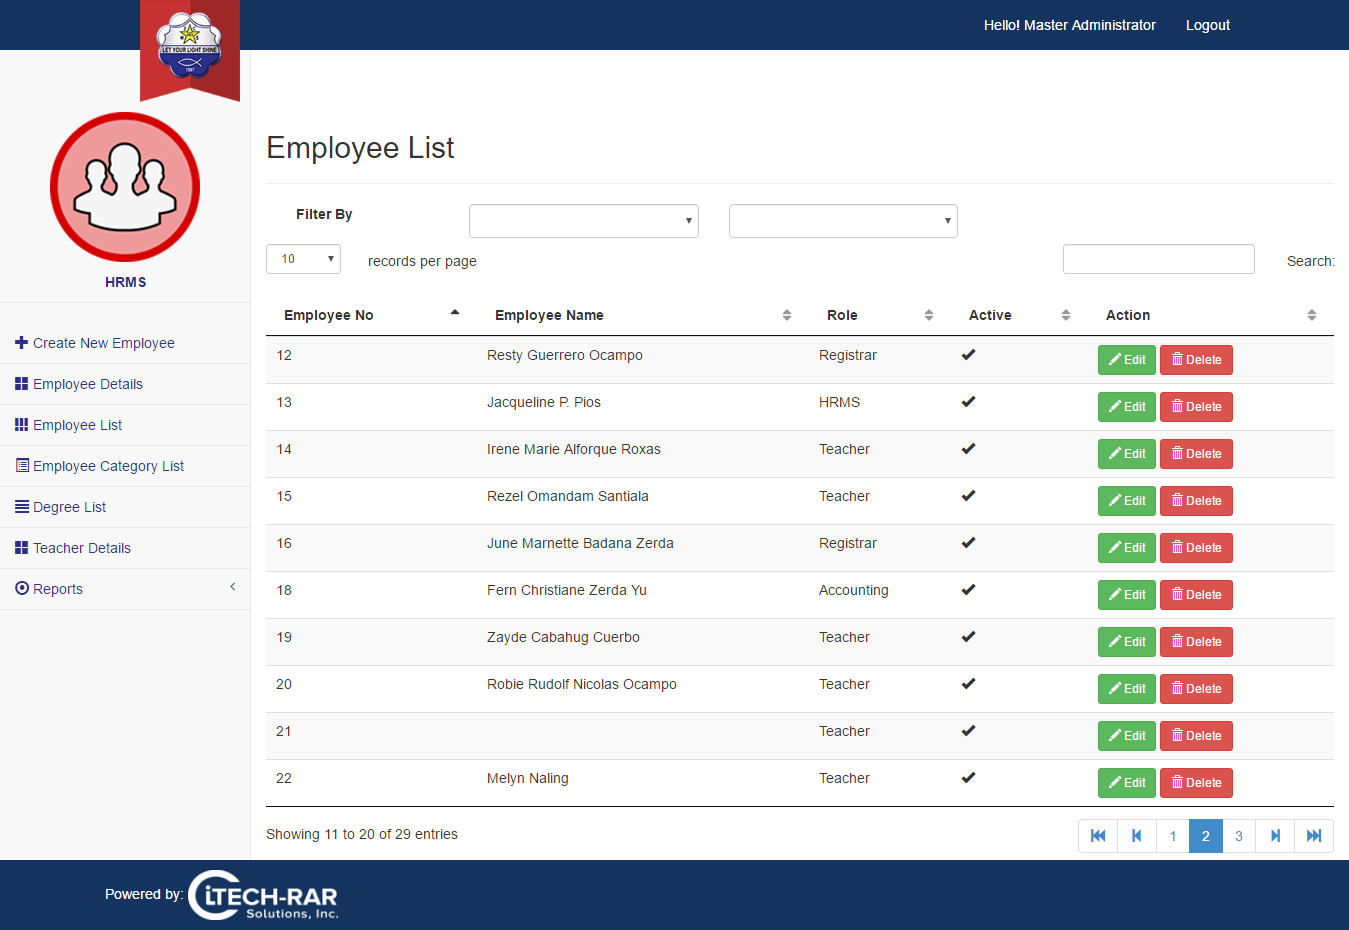 Hello! Master Administrator Logout
LET YOUR LIGHT SHINE
1997
HRMS
Create New Employee
Employee Details
Employee List
Employee Category List
Degree List
Teacher Details
Reports
Employee List
Filter By
10 records per page Search:
Employee No Employee Name Role Active Action
12 Resty Guerrero Ocampo Registrar Edit Delete
13 Jacqueline P. Pios HRMS Edit Delete
14 Irene Marie Alforque Roxas Teacher Edit Delete
15 Rezel Omandam Santiala Teacher Edit Delete
16 June Marnette Badana Zerda Registrar Edit Delete
18 Fern Christiane Zerda Yu Accounting Edit Delete
19 Zayde Cabahug Cuerbo Teacher Edit Delete
20 Robie Rudolf Nicolas Ocampo Teacher Edit Delete
21 Teacher Edit Delete
22 Melyn Naling Teacher Edit Delete
Showing 11 to 20 of 29 entries 1 2 3
Powered by: iTECH-RAR
Solutions, Inc.